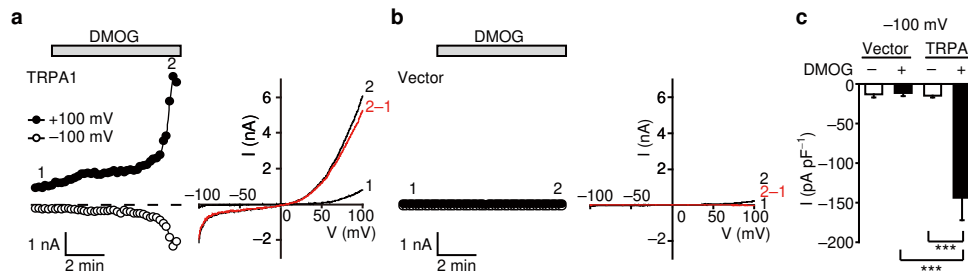 a
DMOG
2
TRPA1
+100 mV
−100 mV
1
1 nA
2 min
I (nA)
6
4
2
−2
−100
−50
0
50
100
V (mV)
2
2−1
1
b
DMOG
Vector
1
2
1 nA
2 min
I (nA)
6
4
2
−2
−100
−50
0
50
100
V (mV)
2
2−1
1
c
−100 mV
Vector
TRPA
DMOG
−
+
−
+
I (pA pF−1)
0
−50
−100
−150
−200
***
***